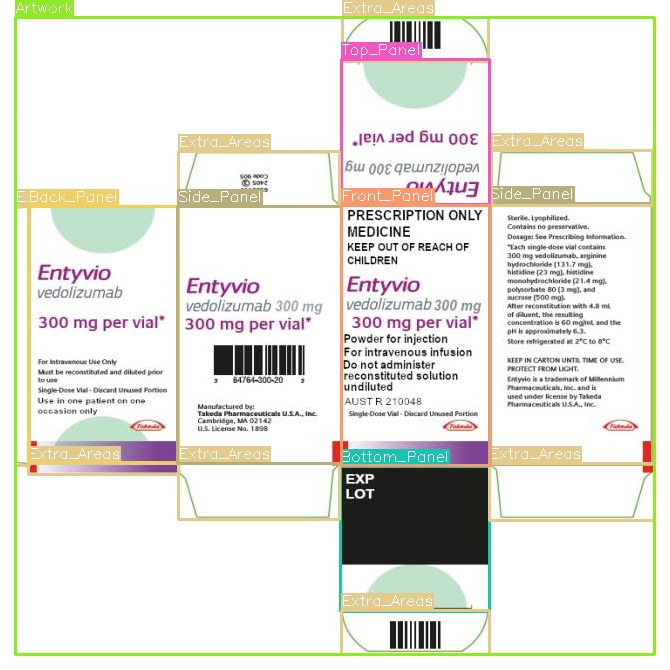 Artwork
Extra_Areas
Top_Panel
300 mg per vial*
vedolizumab 300 mg
Entyvio
Extra_Areas
Extra_Areas
Code 905
E:Back_Panel
Entyvio
vedolizumab
300 mg per vial*
For Intravenous Use Only
Must be reconstituted and diluted prior
to use
Single-Dose Vial - Discard Unused Portion
Use in one patient on one
occasion only
Takeda
Extra_Areas
Side_Panel
Entyvio
vedolizumab 300 mg
300 mg per vial*
64764-300-20
Manufactured by:
Takeda Pharmaceuticals U.S.A., Inc.
Cambridge, MA 02142
U.S. License No. 1898
Extra_Areas
Front_Panel
PRESCRIPTION ONLY
MEDICINE
KEEP OUT OF REACH OF
CHILDREN
Entyvio
vedolizumab 300 mg
300 mg per vial*
Powder for injection
For intravenous infusion
Do not administer
reconstituted solution
undiluted
AUST R 210048
Single-Dose Vial - Discard Unused Portion
Takeda
Side_Panel
Sterile. Lyophilized.
Contains no preservative.
Dosage: See Prescribing Information.
*Each single-dose vial contains
300 mg vedolizumab, arginine
hydrochloride (131.7 mg),
histidine (23 mg), histidine
monohydrochloride (21.4 mg),
polysorbate 80 (3 mg), and
sucrose (500 mg).
After reconstitution with 4.8 mL
of diluent, the resulting
concentration is 60 mg/mL and the
pH is approximately 6.3.
Store refrigerated at 2°C to 8°C
KEEP IN CARTON UNTIL TIME OF USE.
PROTECT FROM LIGHT.
Entyvio is a trademark of Millennium
Pharmaceuticals, Inc. and is
used under license by Takeda
Pharmaceuticals U.S.A., Inc.
Takeda
Extra_Areas
Bottom_Panel
EXP
LOT
Extra_Areas